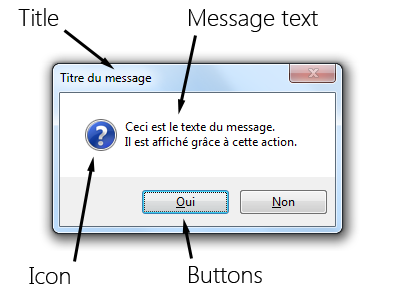 Title
Message text
Titre du message
Ceci est le texte du message.
Il est affiché grâce à cette action.
Oui
Non
Icon
Buttons